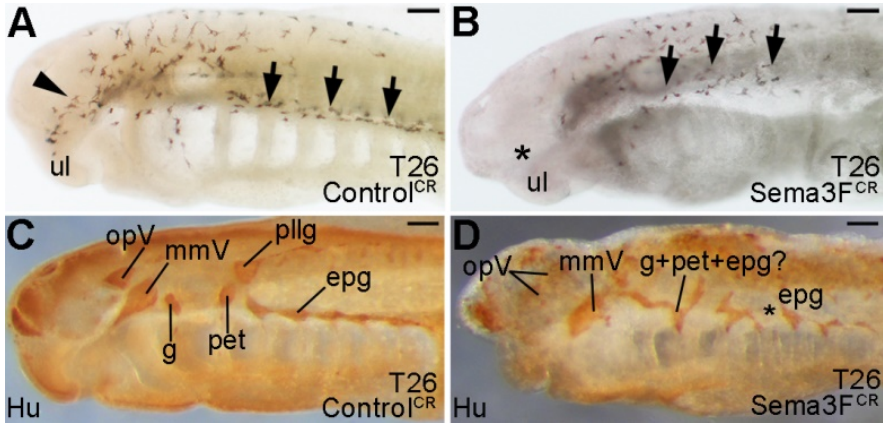 A
ul
T26
Control^CR
B
*
ul
T26
Sema3F^CR
C
opV
mmV
pllg
epg
g
pet
Hu
T26
Control^CR
D
opV
mmV
g+pet+epg?
* epg
Hu
T26
Sema3F^CR